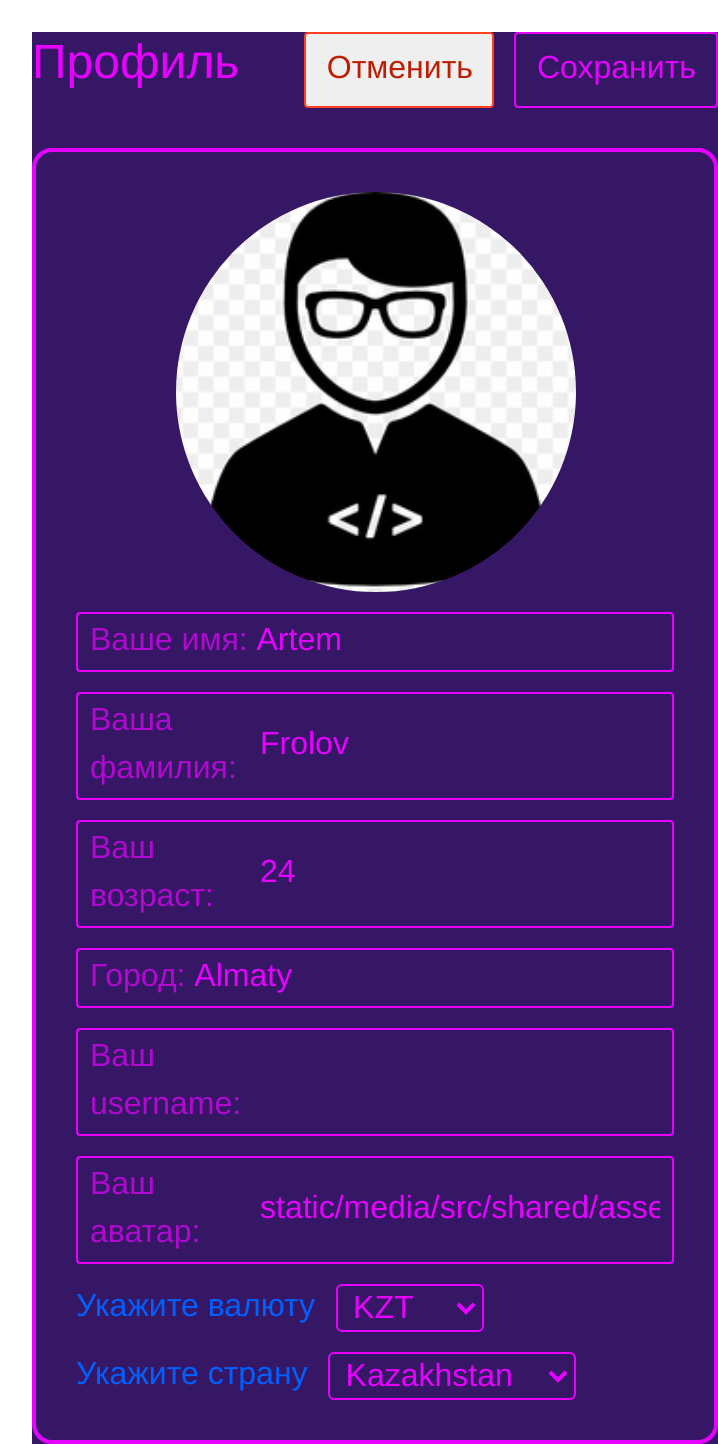 Профиль
Отменить
Сохранить
</>
Ваше имя: Artem
Ваша
фамилия:
Frolov
Ваш
возраст:
24
Город: Almaty
Ваш
username:
Ваш
аватар:
static/media/src/shared/asse
Укажите валюту
KZT
Укажите страну
Kazakhstan